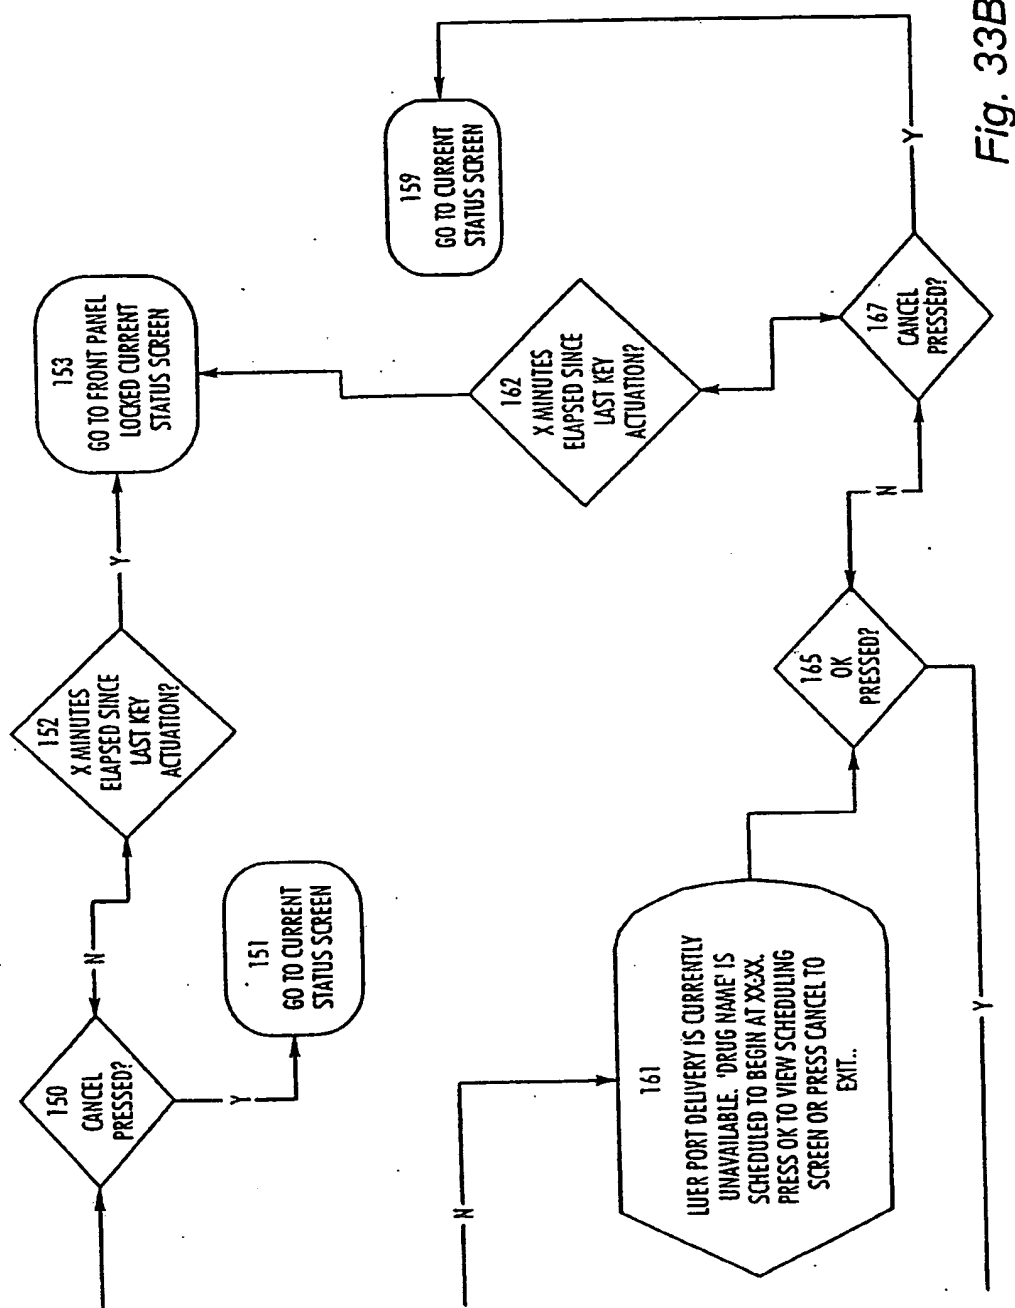 150
CANCEL
PRESSED?
N
Y
151
GO TO CURRENT
STATUS SCREEN
152
X MINUTES
ELAPSED SINCE
LAST KEY
ACTUATION?
Y
153
GO TO FRONT PANEL
LOCKED CURRENT
STATUS SCREEN
N
161
LUER PORT DELIVERY IS CURRENTLY
UNAVAILABLE. 'DRUG NAME' IS
SCHEDULED TO BEGIN AT XX:XX.
PRESS OK TO VIEW SCHEDULING
SCREEN OR PRESS CANCEL TO
EXIT..
165
OK
PRESSED?
Y
N
162
X MINUTES
ELAPSED SINCE
LAST KEY
ACTUATION?
167
CANCEL
PRESSED?
Y
159
GO TO CURRENT
STATUS SCREEN
Fig. 33B